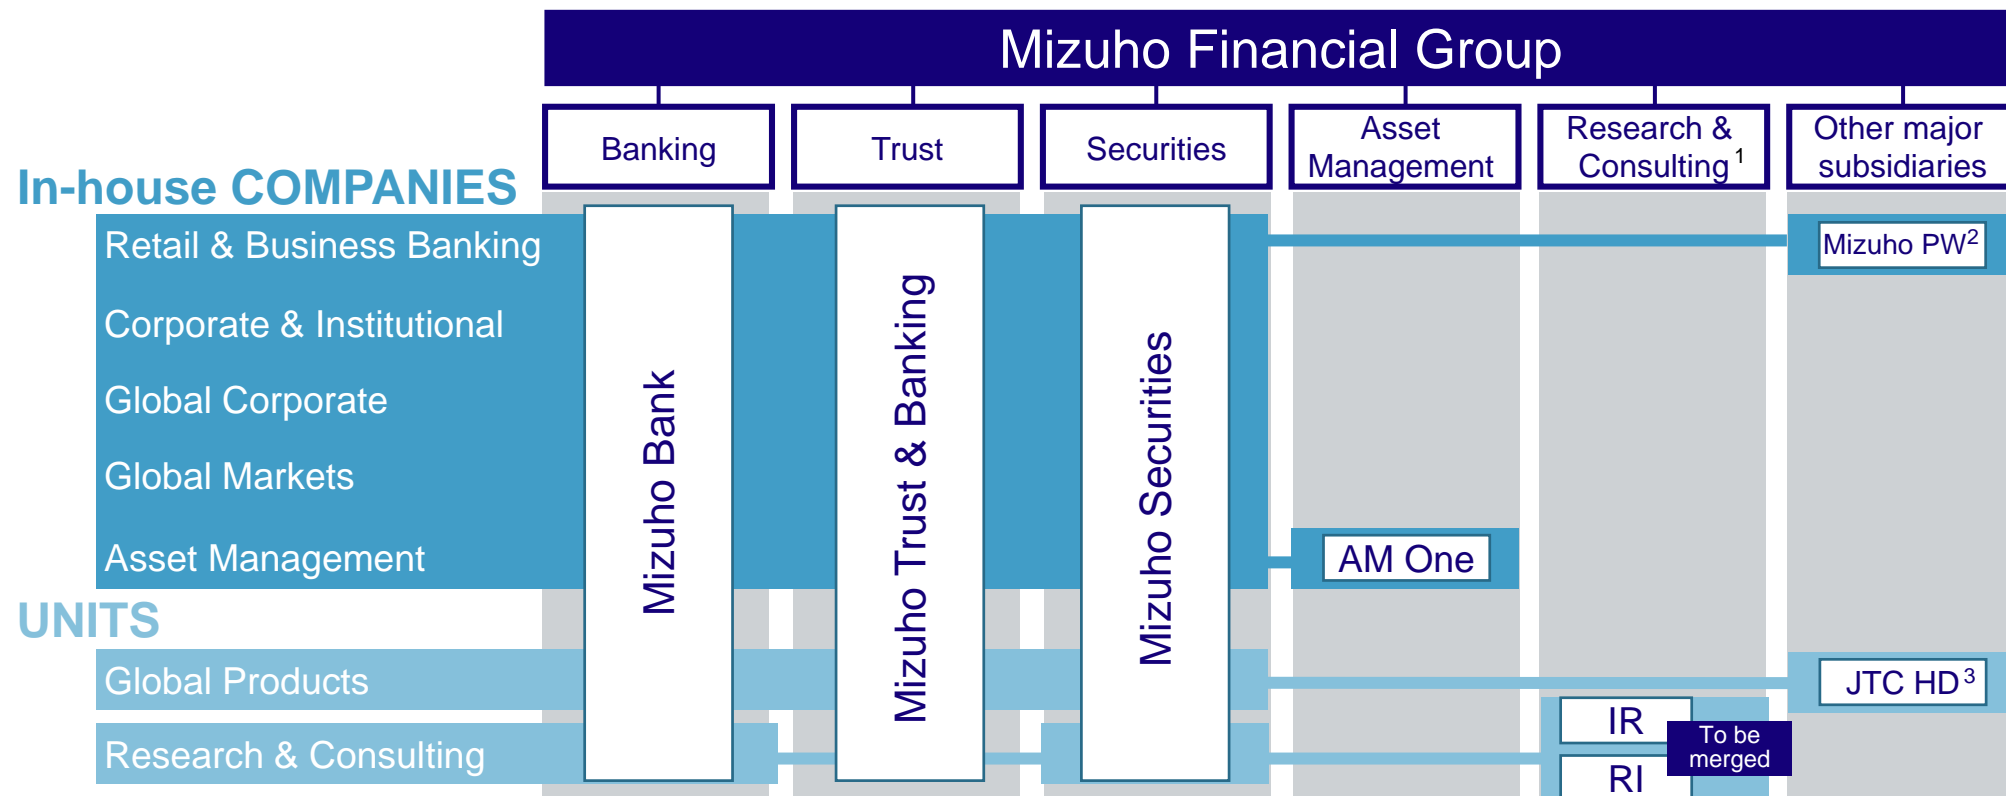 Mizuho Financial Group
Banking
Trust
Securities
Asset
Management
Research &
Consulting 1
Other major
subsidiaries
In-house COMPANIES
Retail & Business Banking
Corporate & Institutional
Global Corporate
Global Markets
Asset Management
UNITS
Global Products
Research & Consulting
Mizuho Bank
Mizuho Trust & Banking
Mizuho Securities
AM One
Mizuho PW2
JTC HD3
IR
RI
To be
merged